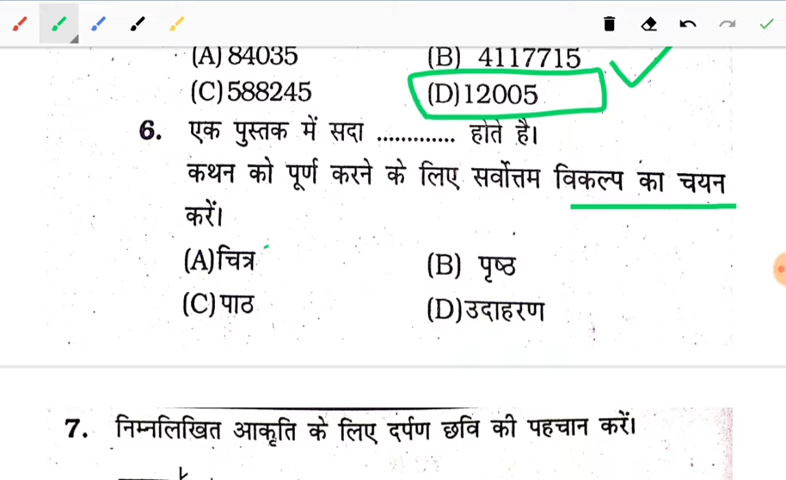 (A) 84035 (B) 4117715
(C) 588245 (D) 12005
6. एक पुस्तक में सदा ............. होते है।
कथन को पूर्ण करने के लिए सर्वोत्तम विकल्प का चयन
करें।
(A) चित्र (B) पृष्ठ
(C) पाठ (D) उदाहरण
7. निम्नलिखित आकृति के लिए दर्पण छवि की पहचान करें।